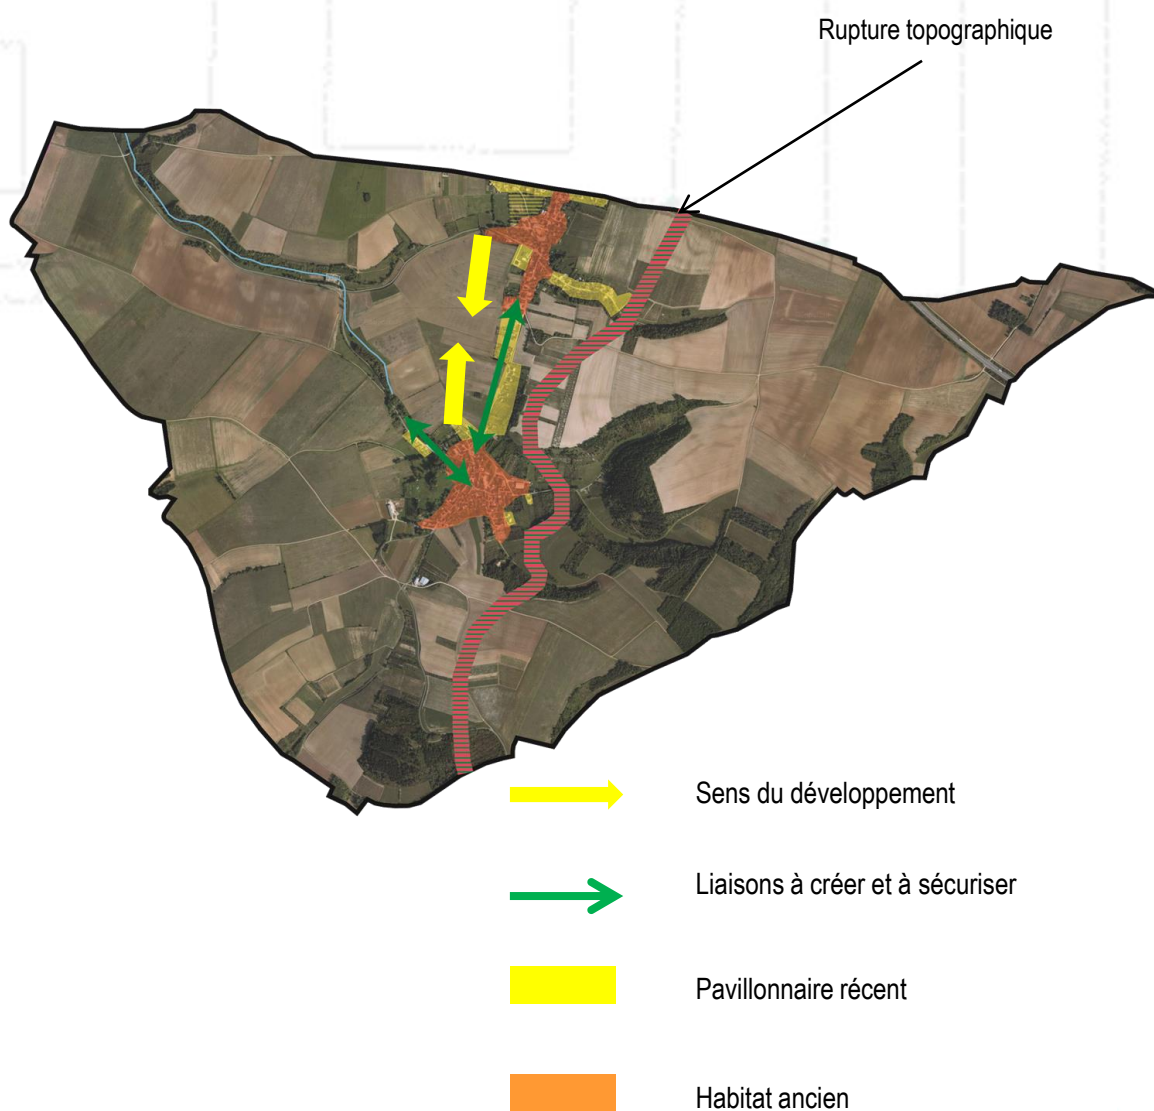 Rupture topographique
Sens du développement
Liaisons à créer et à sécuriser
Pavillonnaire récent
Habitat ancien